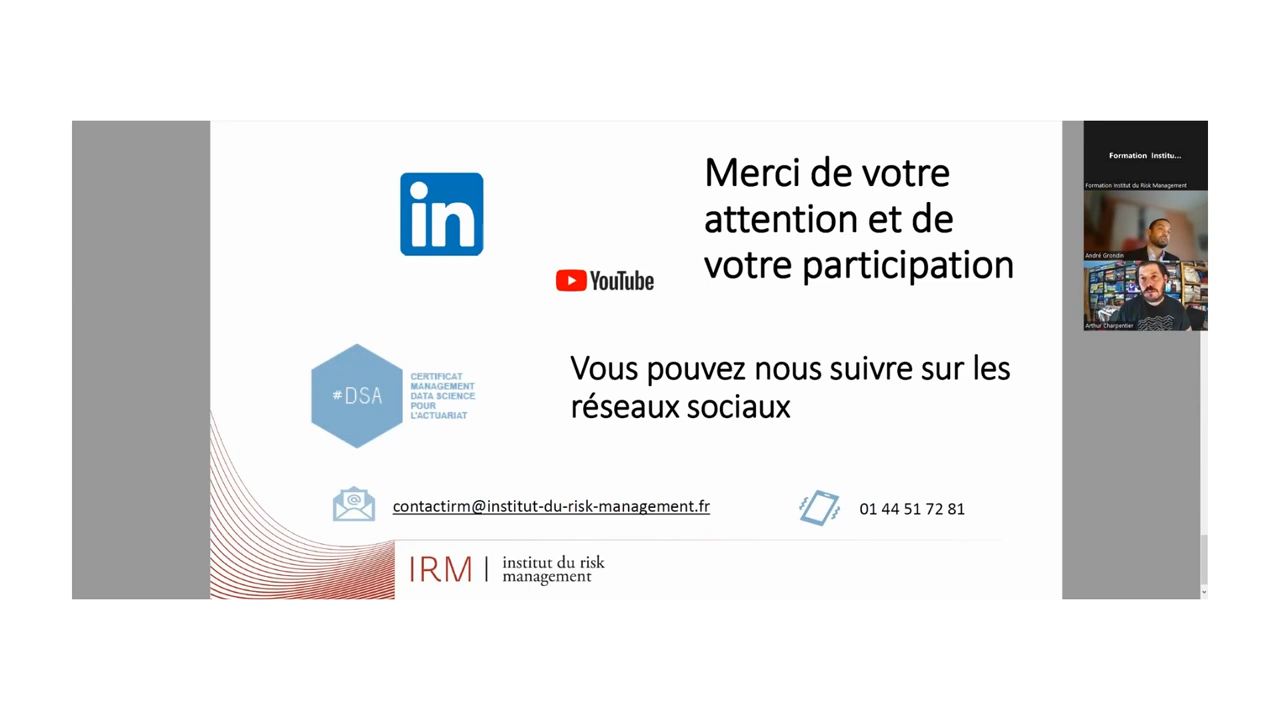 Merci de votre
attention et de
votre participation
in
YouTube
#DSA
CERTIFICAT
MANAGEMENT
DATA SCIENCE
POUR
L'ACTUARIAT
Vous pouvez nous suivre sur les
réseaux sociaux
@
contactirm@institut-du-risk-management.fr
01 44 51 72 81
IRM | institut du risk
management
Formation Institu...
Formation Institut du Risk Management
André Grondin
Arthur Charpentier